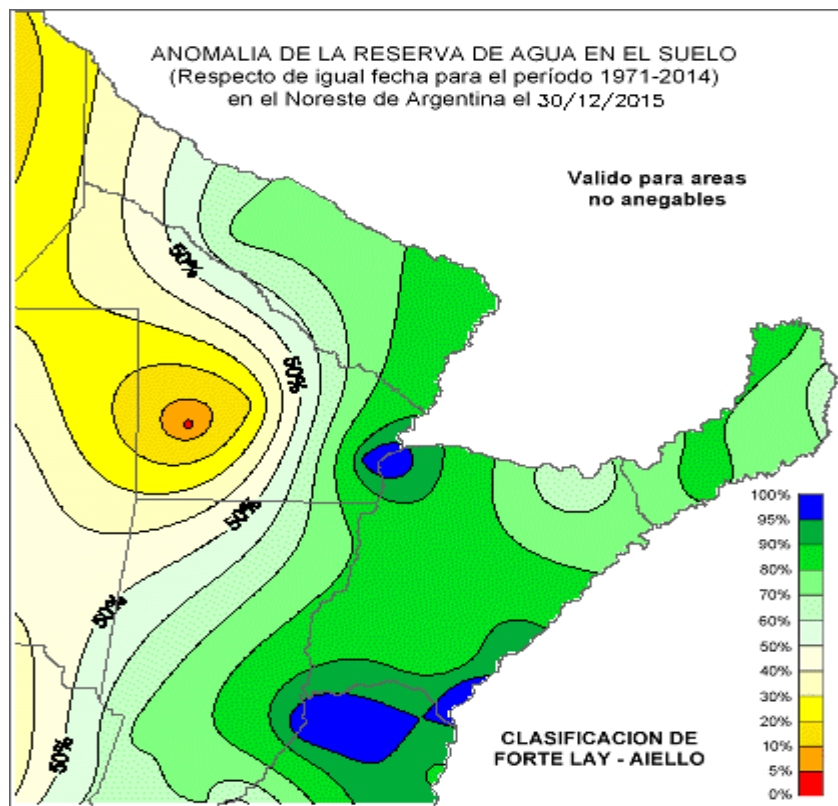 ANOMALIA DE LA RESERVA DE AGUA EN EL SUELO
(Respecto de igual fecha para el período 1971-2014)
en el Noreste de Argentina el 30/12/2015
Valido para areas
no anegables
50%
50%
50%
50%
50%
100%
95%
90%
80%
70%
60%
50%
40%
30%
20%
10%
5%
0%
CLASIFICACION DE
FORTE LAY - AIELLO